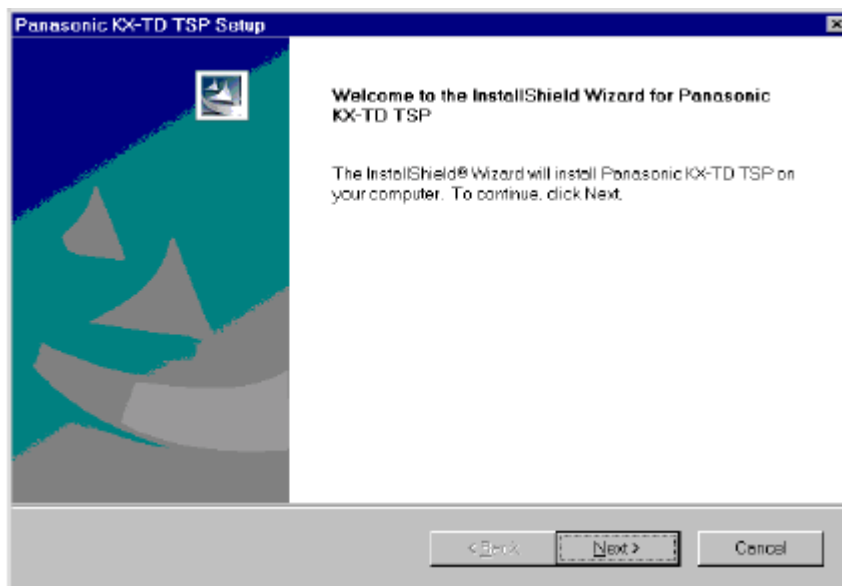 Panasonic KX-TD TSP Setup
Welcome to the InstallShield Wizard for Panasonic
KX-TD TSP
The InstallShield® Wizard will install Panasonic KX-TD TSP on
your computer. To continue, click Next.
< Back
Next >
Cancel